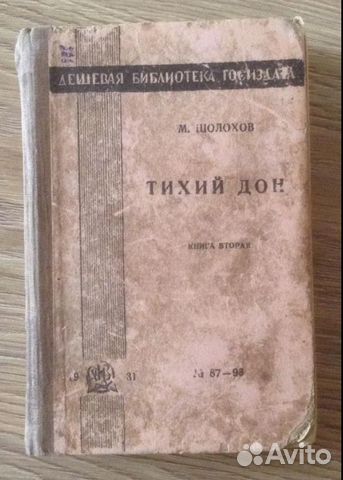 ДЕШЕВАЯ БИБЛИОТЕКА ГОСИЗДАТА
М. ШОЛОХОВ
ТИХИЙ ДОН
КНИГА ВТОРАЯ
19 31
№ 87—93
Avito